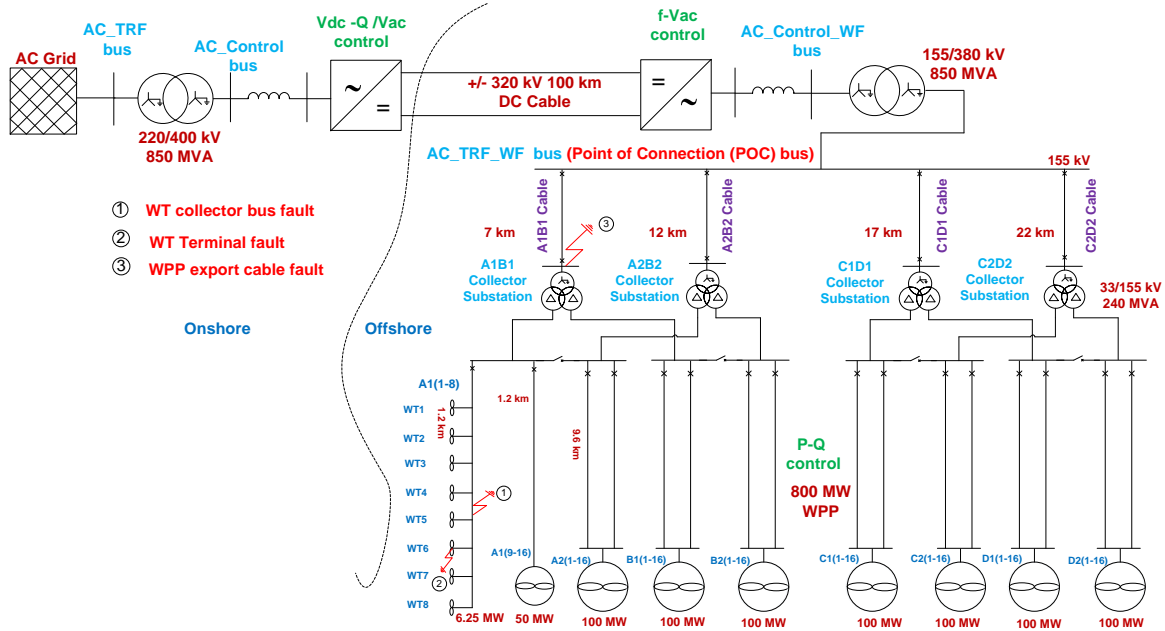 Vdc -Q /Vac
control
f-Vac
control
AC_TRF
bus
AC_Control
bus
AC_Control_WF
bus
AC Grid
155/380 kV
850 MVA
~
=
+/- 320 kV 100 km
DC Cable
=
~
220/400 kV
850 MVA
AC_TRF_WF bus (Point of Connection (POC) bus)
155 kV
1 WT collector bus fault
2 WT Terminal fault
3 WPP export cable fault
A1B1 Cable
A2B2 Cable
C1D1 Cable
C2D2 Cable
3
7 km
12 km
17 km
22 km
A1B1
Collector
Substation
A2B2
Collector
Substation
C1D1
Collector
Substation
C2D2
Collector
Substation
33/155 kV
240 MVA
Onshore
Offshore
A1(1-8)
1.2 km
1.2 km
9.6 km
WT1
WT2
WT3
WT4
WT5
WT6
WT7
WT8
1
2
P-Q
control
800 MW
WPP
A1(9-16)
A2(1-16)
B1(1-16)
B2(1-16)
C1(1-16)
C2(1-16)
D1(1-16)
D2(1-16)
6.25 MW
50 MW
100 MW
100 MW
100 MW
100 MW
100 MW
100 MW
100 MW